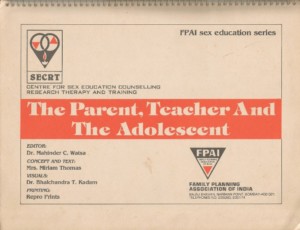 FPAI sex education series
SECRT
CENTRE FOR SEX EDUCATION COUNSELLING
RESEARCH THERAPY AND TRAINING
The Parent, Teacher And
The Adolescent
EDITOR:
Dr. Mahinder C. Watsa
CONCEPT AND TEXT:
Mrs. Miriam Thomas
VISUALS:
Dr. Bhalchandra T. Kadam
PRINTING:
Repro Prints
FPAI
FAMILY PLANNING
ASSOCIATION OF INDIA